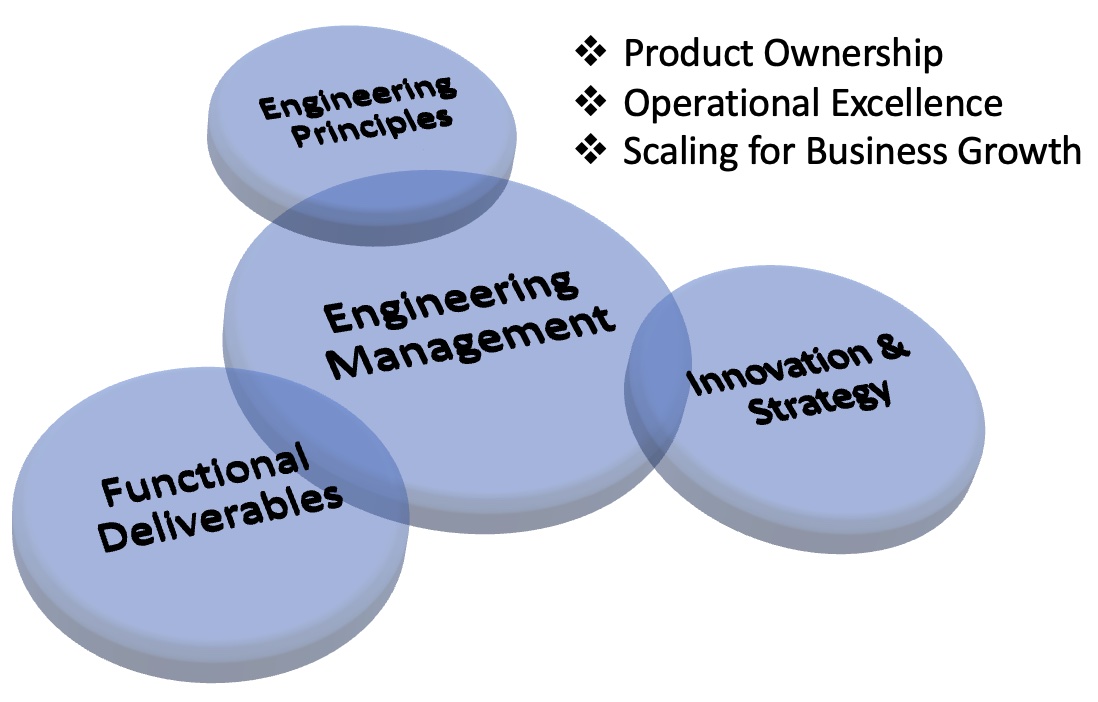 Engineering
Principles
❖ Product Ownership
❖ Operational Excellence
❖ Scaling for Business Growth
Engineering
Management
Innovation &
Strategy
Functional
Deliverables